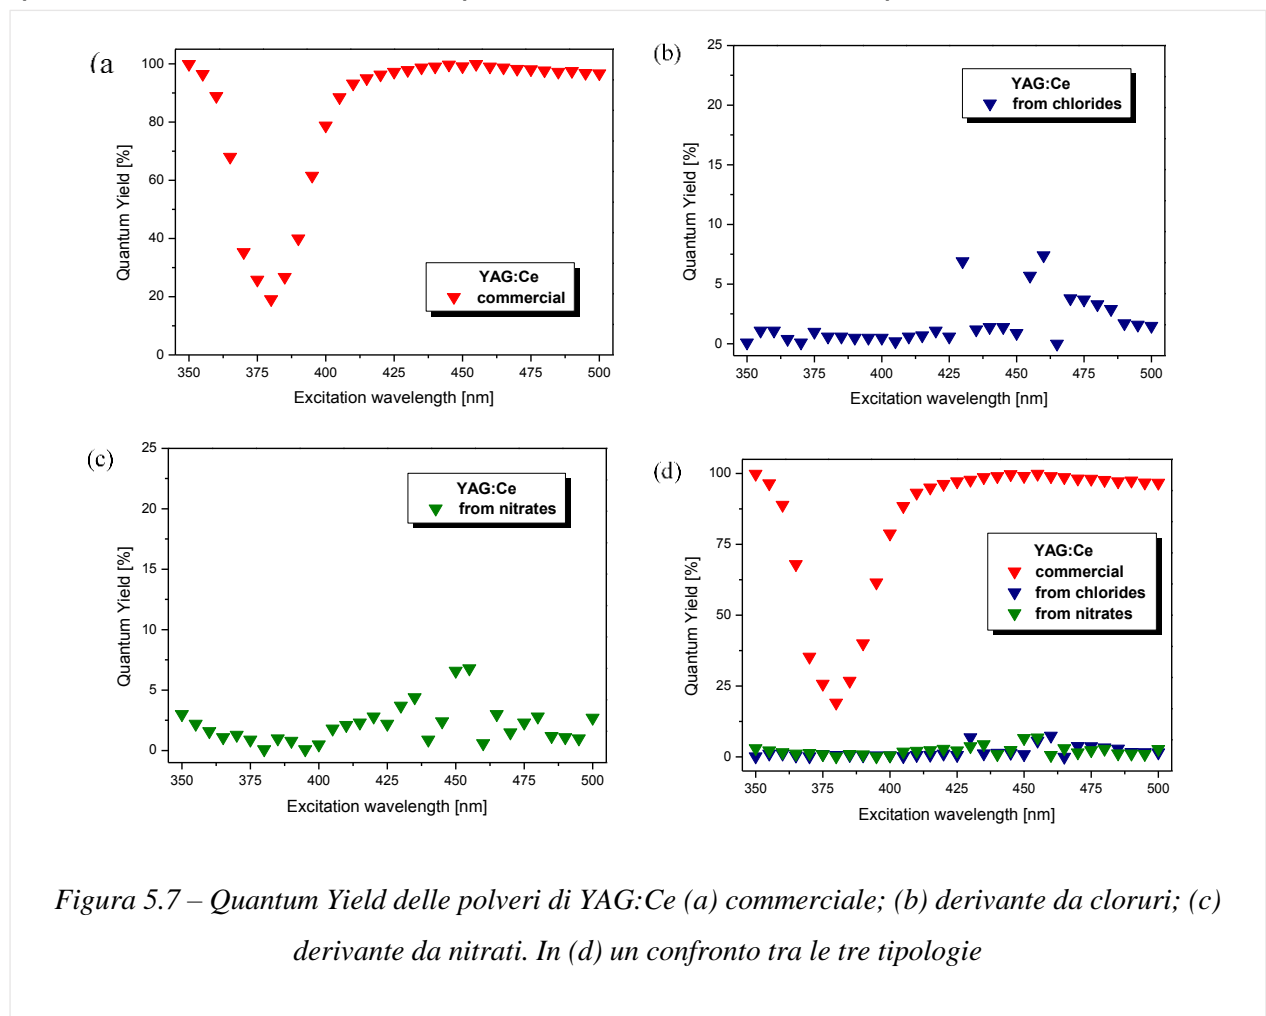 (a
Quantum Yield [%]
100
80
60
40
20
0
YAG:Ce
commercial
350 375 400 425 450 475 500
Excitation wavelength [nm]
(b)
Quantum Yield [%]
25
20
15
10
5
0
YAG:Ce
from chlorides
350 375 400 425 450 475 500
Excitation wavelength [nm]
(c)
Quantum Yield [%]
25
20
15
10
5
0
YAG:Ce
from nitrates
350 375 400 425 450 475 500
Excitation wavelength [nm]
(d)
Quantum Yield [%]
100
75
50
25
0
YAG:Ce
commercial
from chlorides
from nitrates
350 375 400 425 450 475 500
Excitation wavelength [nm]
Figura 5.7 – Quantum Yield delle polveri di YAG:Ce (a) commerciale; (b) derivante da cloruri; (c)
derivante da nitrati. In (d) un confronto tra le tre tipologie